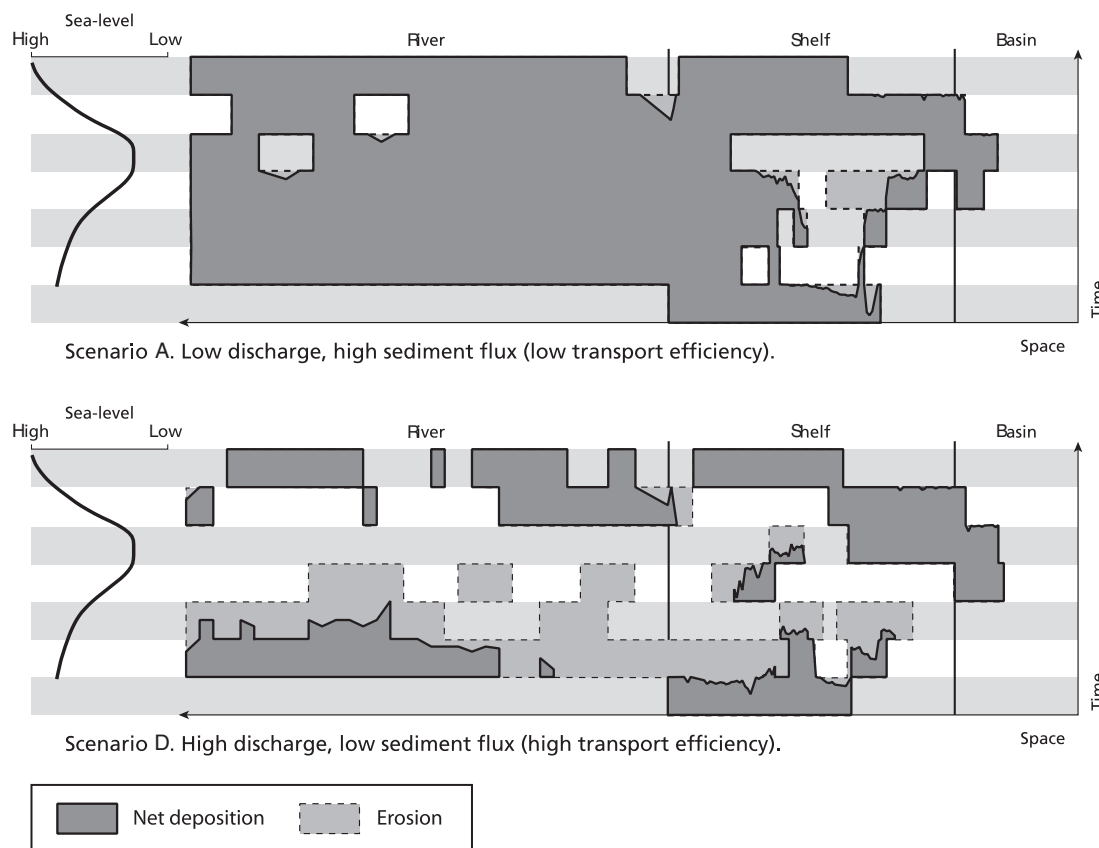 Sea-level
High Low River Shelf Basin
Time
Scenario A. Low discharge, high sediment flux (low transport efficiency).
Space
Sea-level
High Low River Shelf Basin
Time
Scenario D. High discharge, low sediment flux (high transport efficiency).
Space
Net deposition Erosion